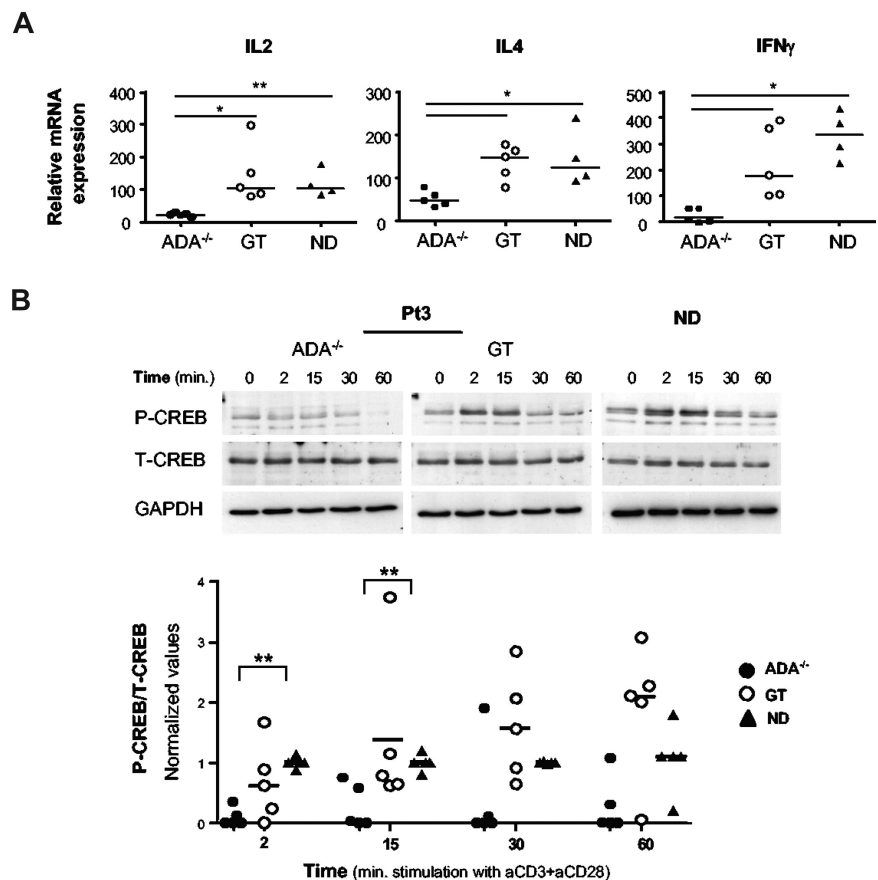 A
IL2
IL4
IFNγ
Relative mRNA
expression
400
300
200
100
0
**
*
ADA-/- GT ND
300
200
100
0
*
ADA-/- GT ND
500
400
300
200
100
0
*
ADA-/- GT ND
B
Pt3
ND
ADA-/- GT
Time (min.) 0 2 15 30 60 0 2 15 30 60 0 2 15 30 60
P-CREB
T-CREB
GAPDH
P-CREB/T-CREB
Normalized values
4
3
2
1
0
**
**
ADA-/-
GT
ND
2 15 30 60
Time (min. stimulation with aCD3+aCD28)